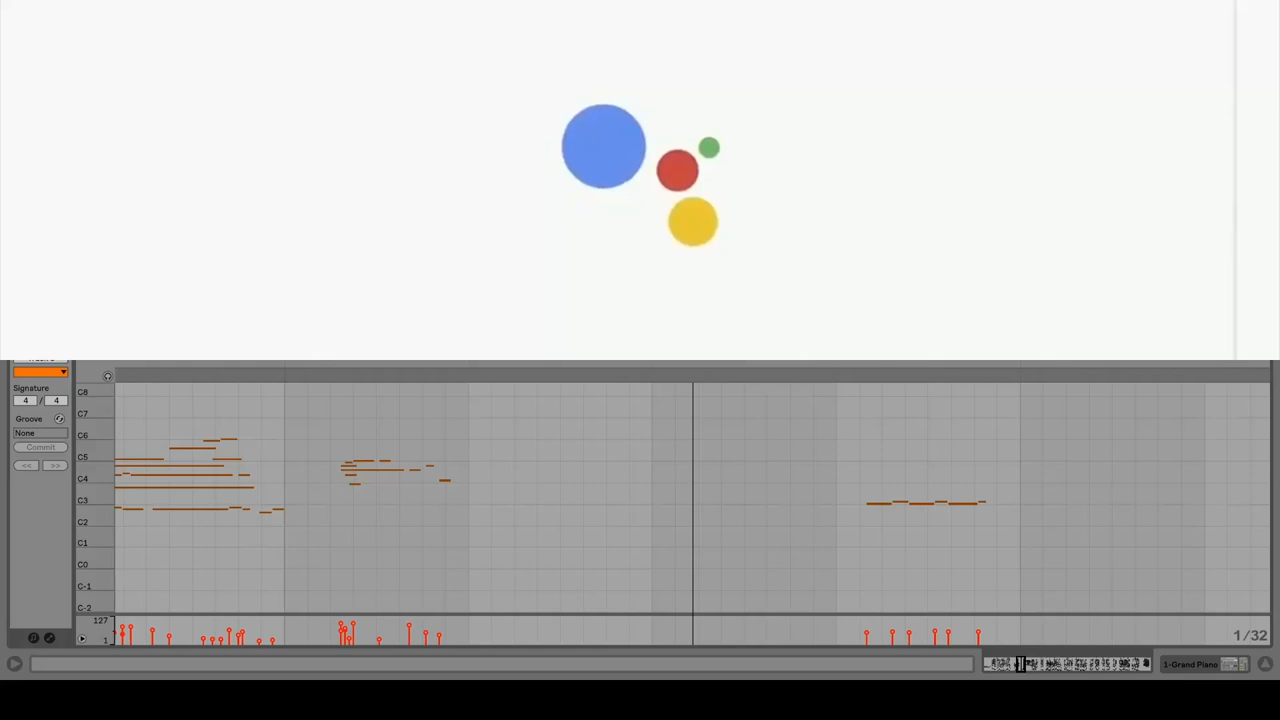 Signature
4 / 4
Groove
None
Commit
<< >>
C8
C7
C6
C5
C4
C3
C2
C1
C0
C-1
C-2
127
1
1/32
1-Grand Piano